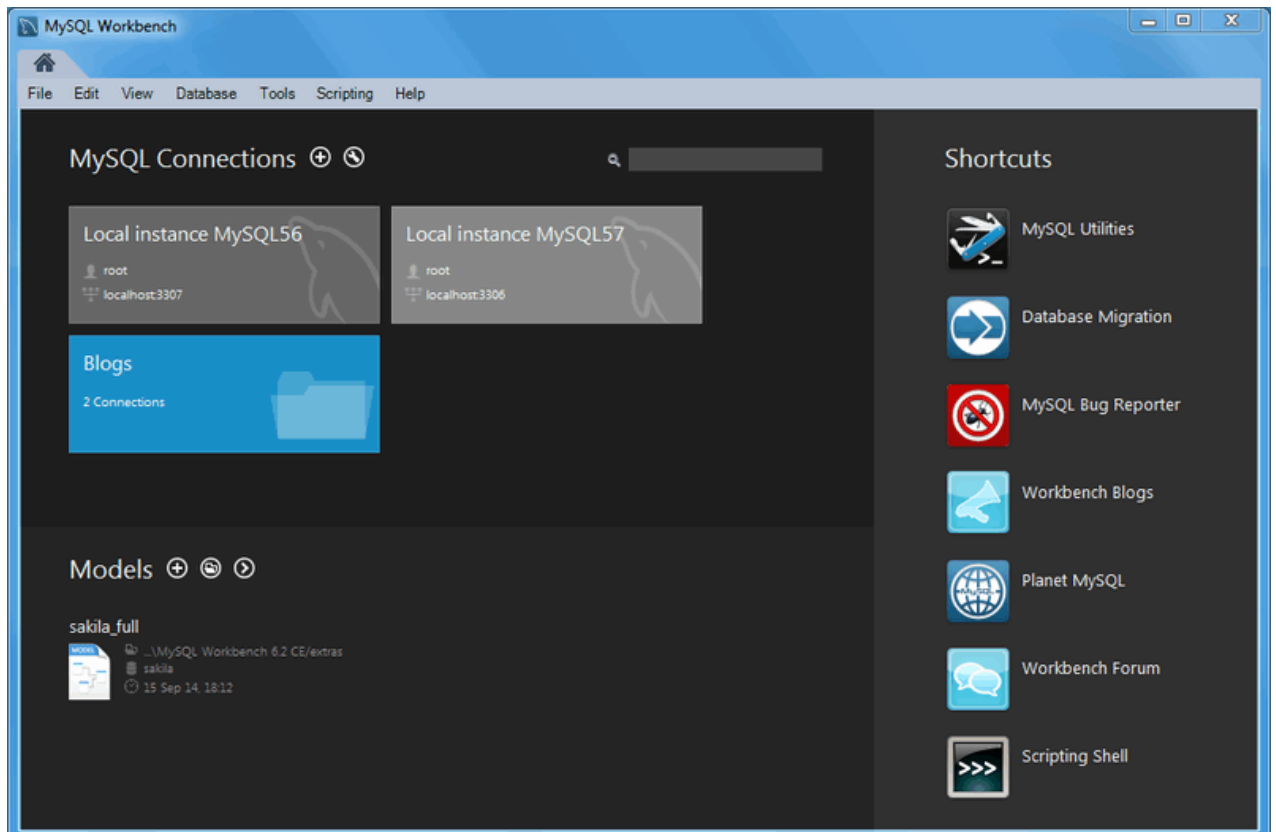 MySQL Workbench
File Edit View Database Tools Scripting Help
MySQL Connections
Local instance MySQL56
root
localhost:3307
Local instance MySQL57
root
localhost:3306
Blogs
2 Connections
Models
sakila_full
MODEL
...\MySQL Workbench 6.2 CE/extras
sakila
15 Sep 14, 18:12
Shortcuts
MySQL Utilities
Database Migration
MySQL Bug Reporter
Workbench Blogs
MySQL
Planet MySQL
Workbench Forum
>>>
Scripting Shell